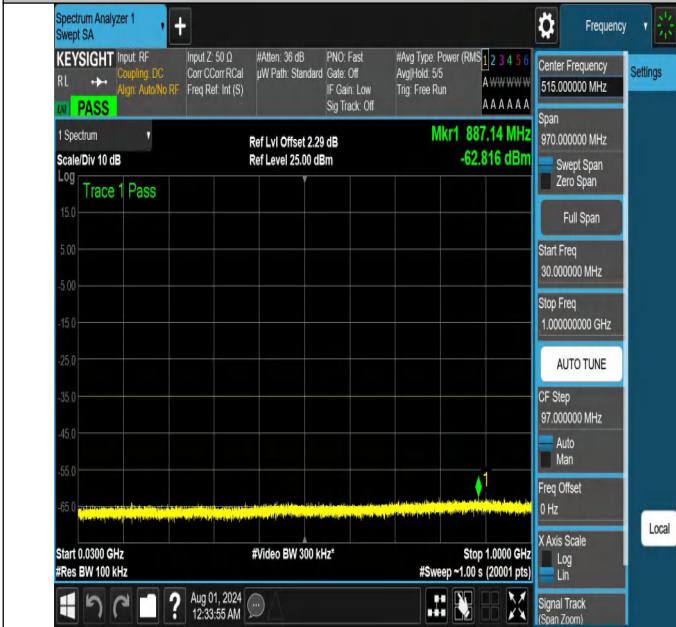 Spectrum Analyzer 1
Swept SA
+
Frequency
KEYSIGHT
RL
PASS
Input: RF
Coupling: DC
Align: Auto/No RF
Input Z: 50 Ω
Corr CCorr RCal
Freq Ref: Int (S)
#Atten: 36 dB
µW Path: Standard
PNO: Fast
Gate: Off
IF Gain: Low
Sig Track: Off
#Avg Type: Power (RMS
Avg|Hold: 5/5
Trig: Free Run
1 2 3 4 5 6
A W W W W W
A A A A A A
1 Spectrum
Scale/Div 10 dB
Log
Ref Lvl Offset 2.29 dB
Ref Level 25.00 dBm
Mkr1 887.14 MHz
-62.816 dBm
Trace 1 Pass
15.0
5.00
-5.00
-15.0
-25.0
-35.0
-45.0
-55.0
-65.0
1
Start 0.0300 GHz
#Res BW 100 kHz
#Video BW 300 kHz*
Stop 1.0000 GHz
#Sweep ~1.00 s (20001 pts)
?
Aug 01, 2024
12:33:55 AM
Center Frequency
515.000000 MHz
Span
970.000000 MHz
Swept Span
Zero Span
Full Span
Start Freq
30.000000 MHz
Stop Freq
1.000000000 GHz
AUTO TUNE
CF Step
97.000000 MHz
Auto
Man
Freq Offset
0 Hz
X Axis Scale
Log
Lin
Signal Track
(Span Zoom)
Settings
Local